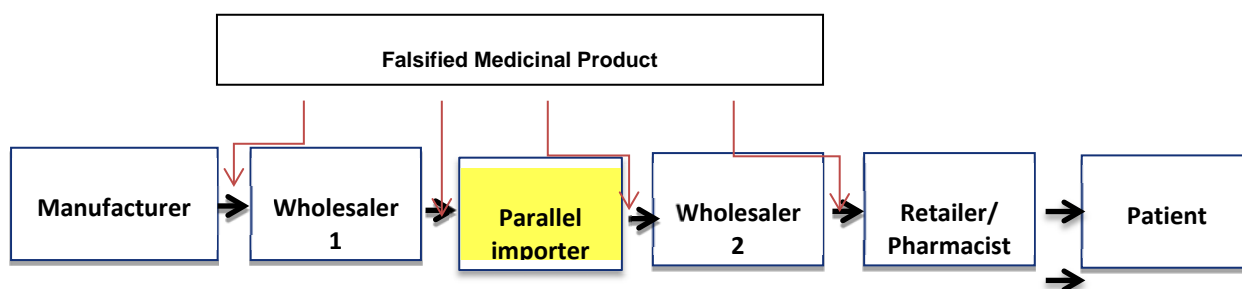 Falsified Medicinal Product
Manufacturer
Wholesaler
1
Parallel
importer
Wholesaler
2
Retailer/
Pharmacist
Patient